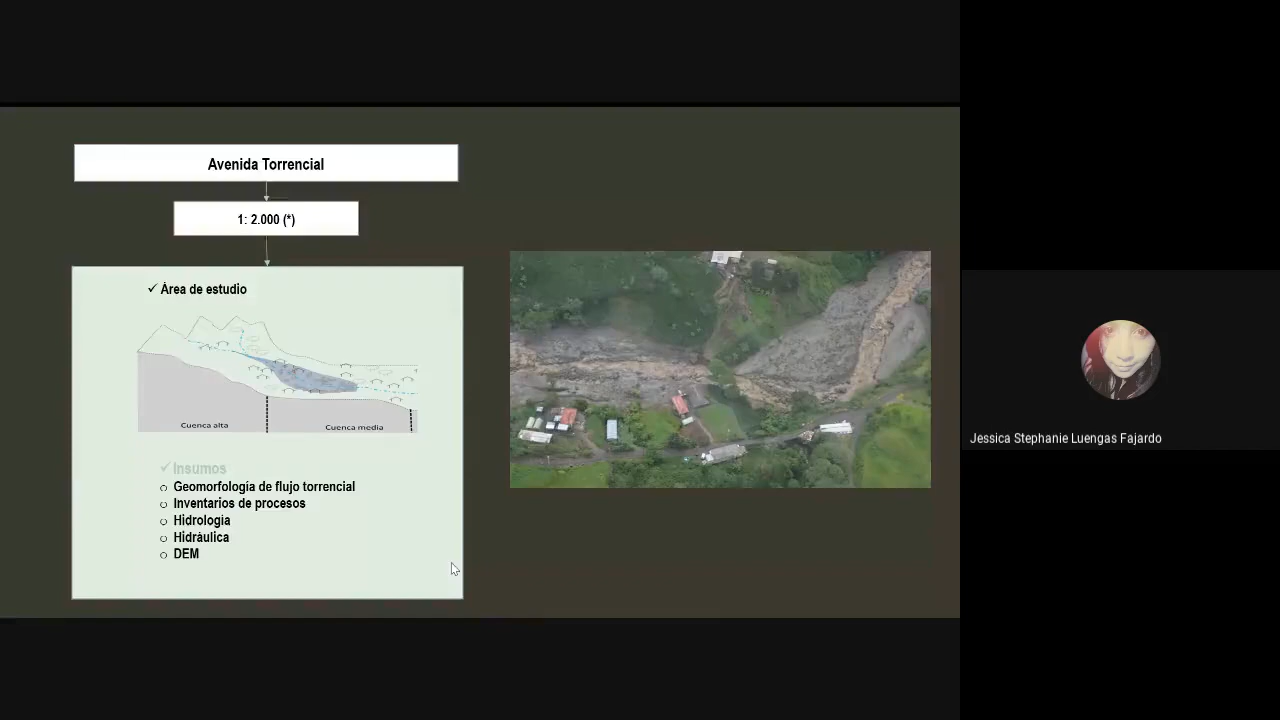 Avenida Torrencial
1: 2.000 (*)
✓ Área de estudio
Cuenca alta
Cuenca media
✓ Insumos
o Geomorfología de flujo torrencial
o Inventarios de procesos
o Hidrología
o Hidráulica
o DEM
Jessica Stephanie Luengas Fajardo